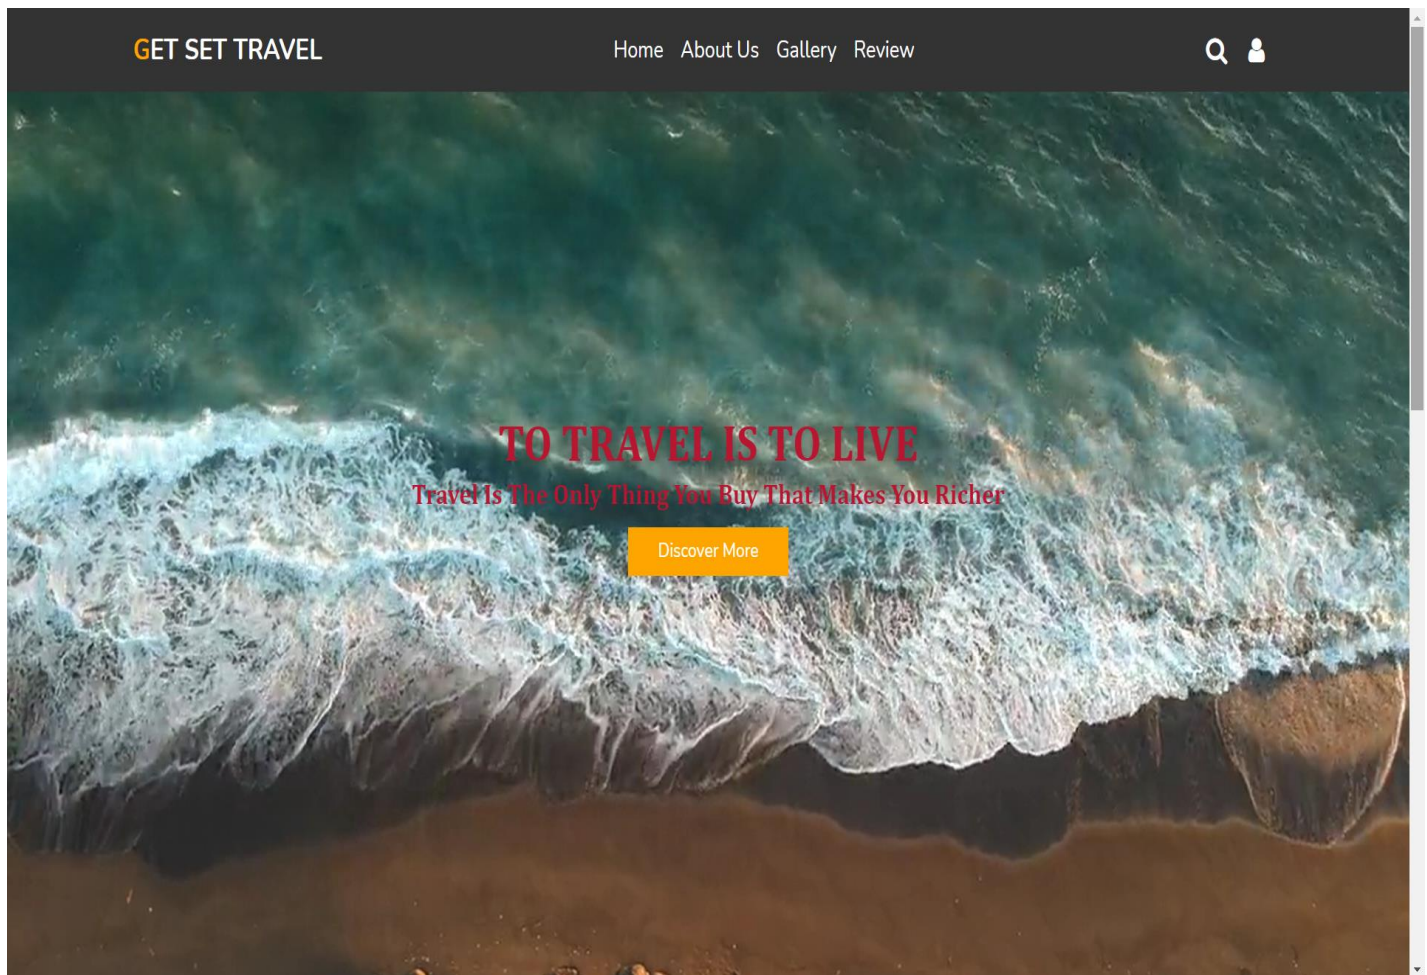 GET SET TRAVEL
Home About Us Gallery Review
TO TRAVEL IS TO LIVE
Travel Is The Only Thing You Buy That Makes You Richer
Discover More